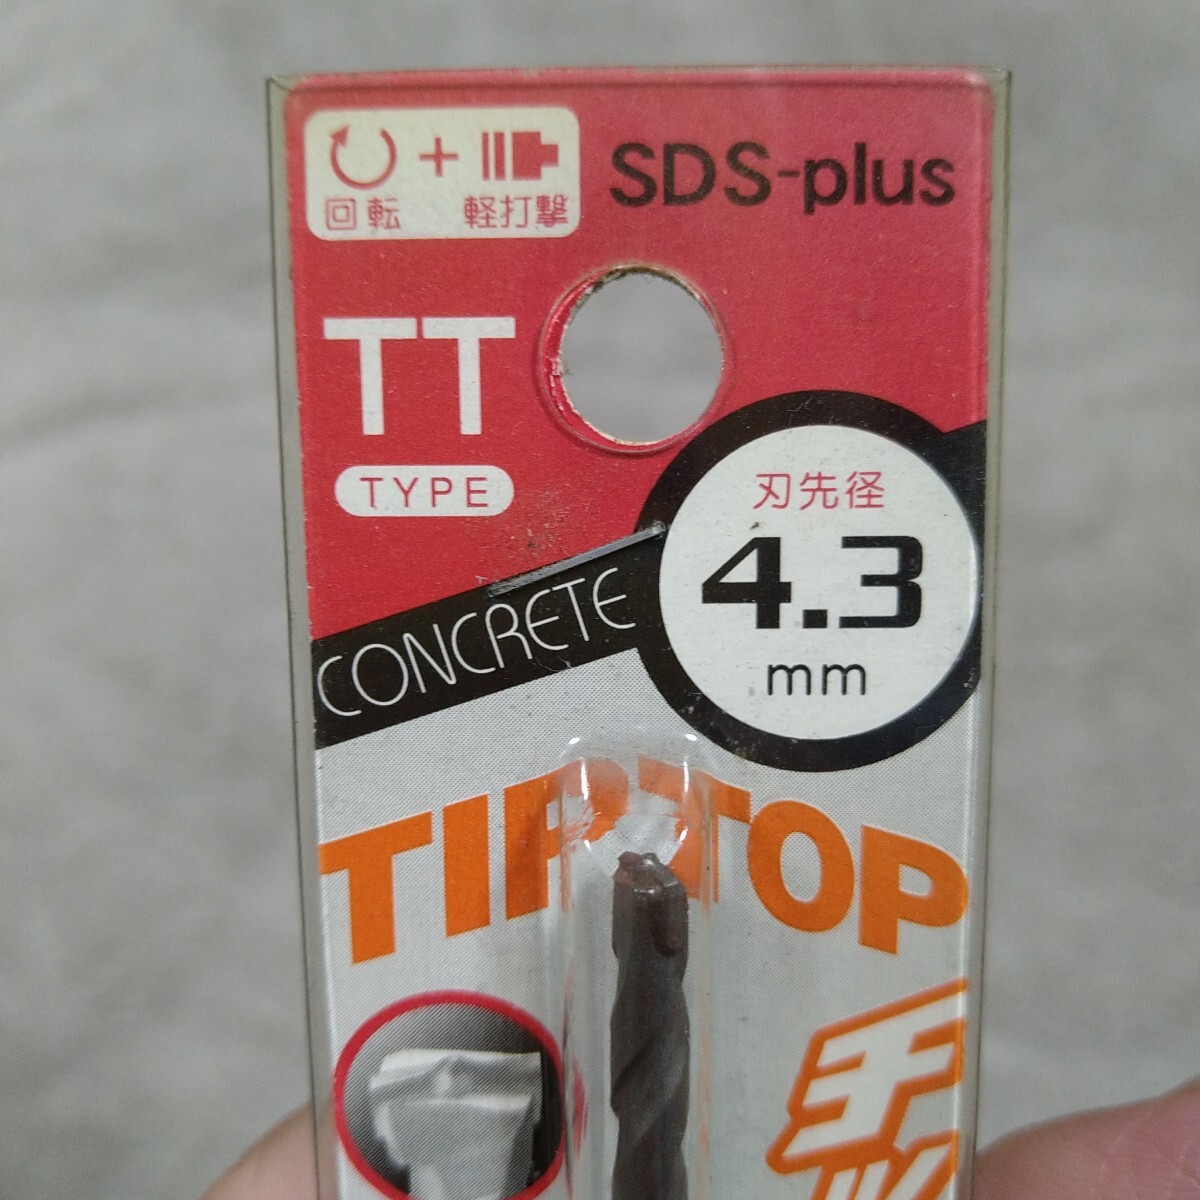 回転 + 軽打撃
SDS-plus
TT
TYPE
刃先径
4.3
mm
CONCRETE
TIPTOP